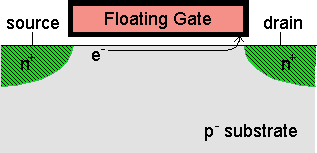 source
Floating Gate
drain
n⁺
e⁻
n⁺
p⁻ substrate